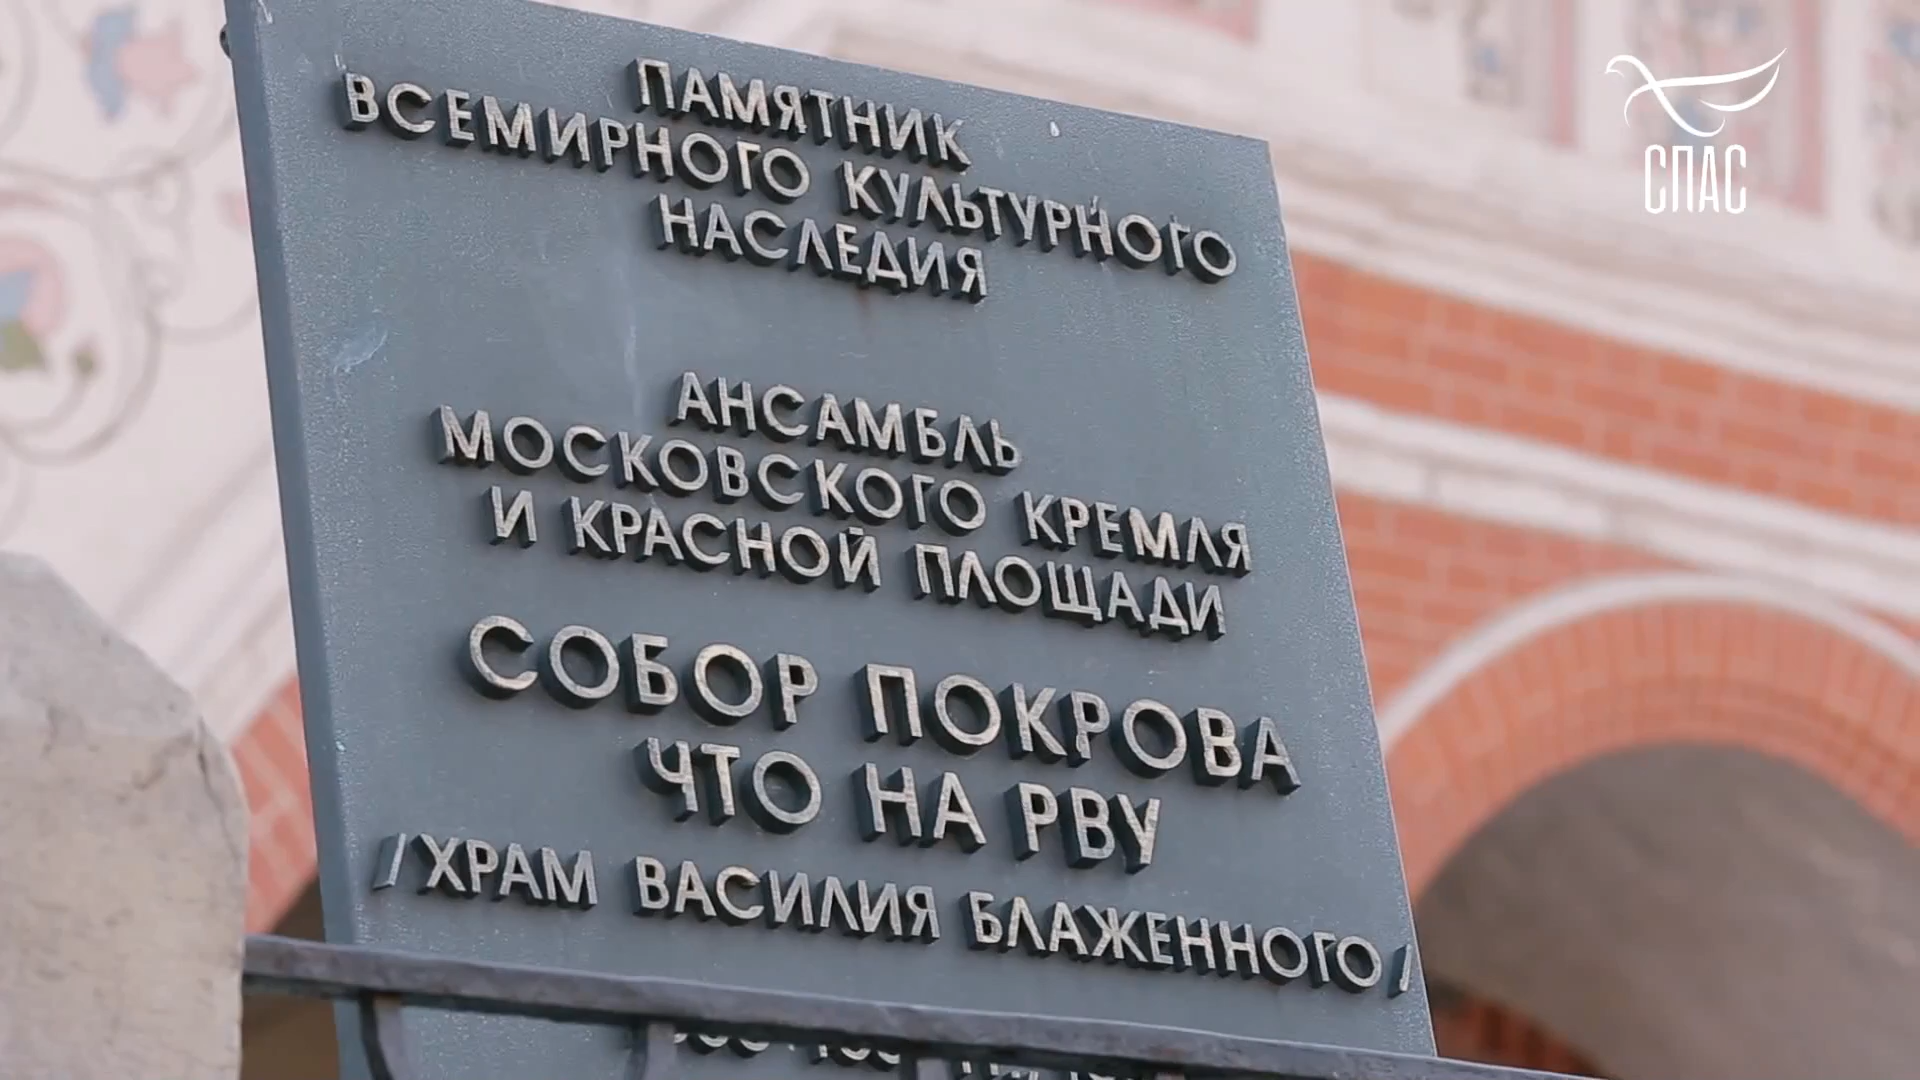 ПАМЯТНИК
ВСЕМИРНОГО КУЛЬТУРНОГО
НАСЛЕДИЯ
АНСАМБЛЬ
МОСКОВСКОГО КРЕМЛЯ
И КРАСНОЙ ПЛОЩАДИ
СОБОР ПОКРОВА
ЧТО НА РВУ
/ХРАМ ВАСИЛИЯ БЛАЖЕННОГО/
СПАС